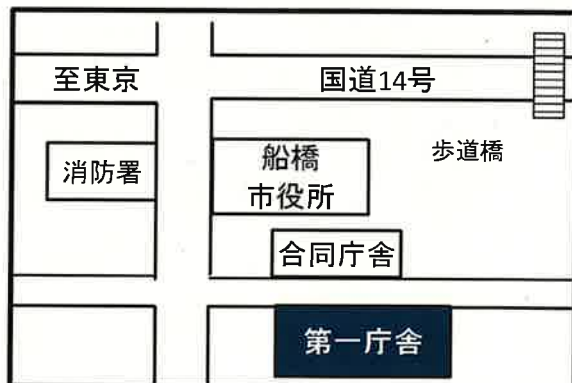 至東京
国道14号
消防署
船橋
市役所
歩道橋
合同庁舎
第一庁舎